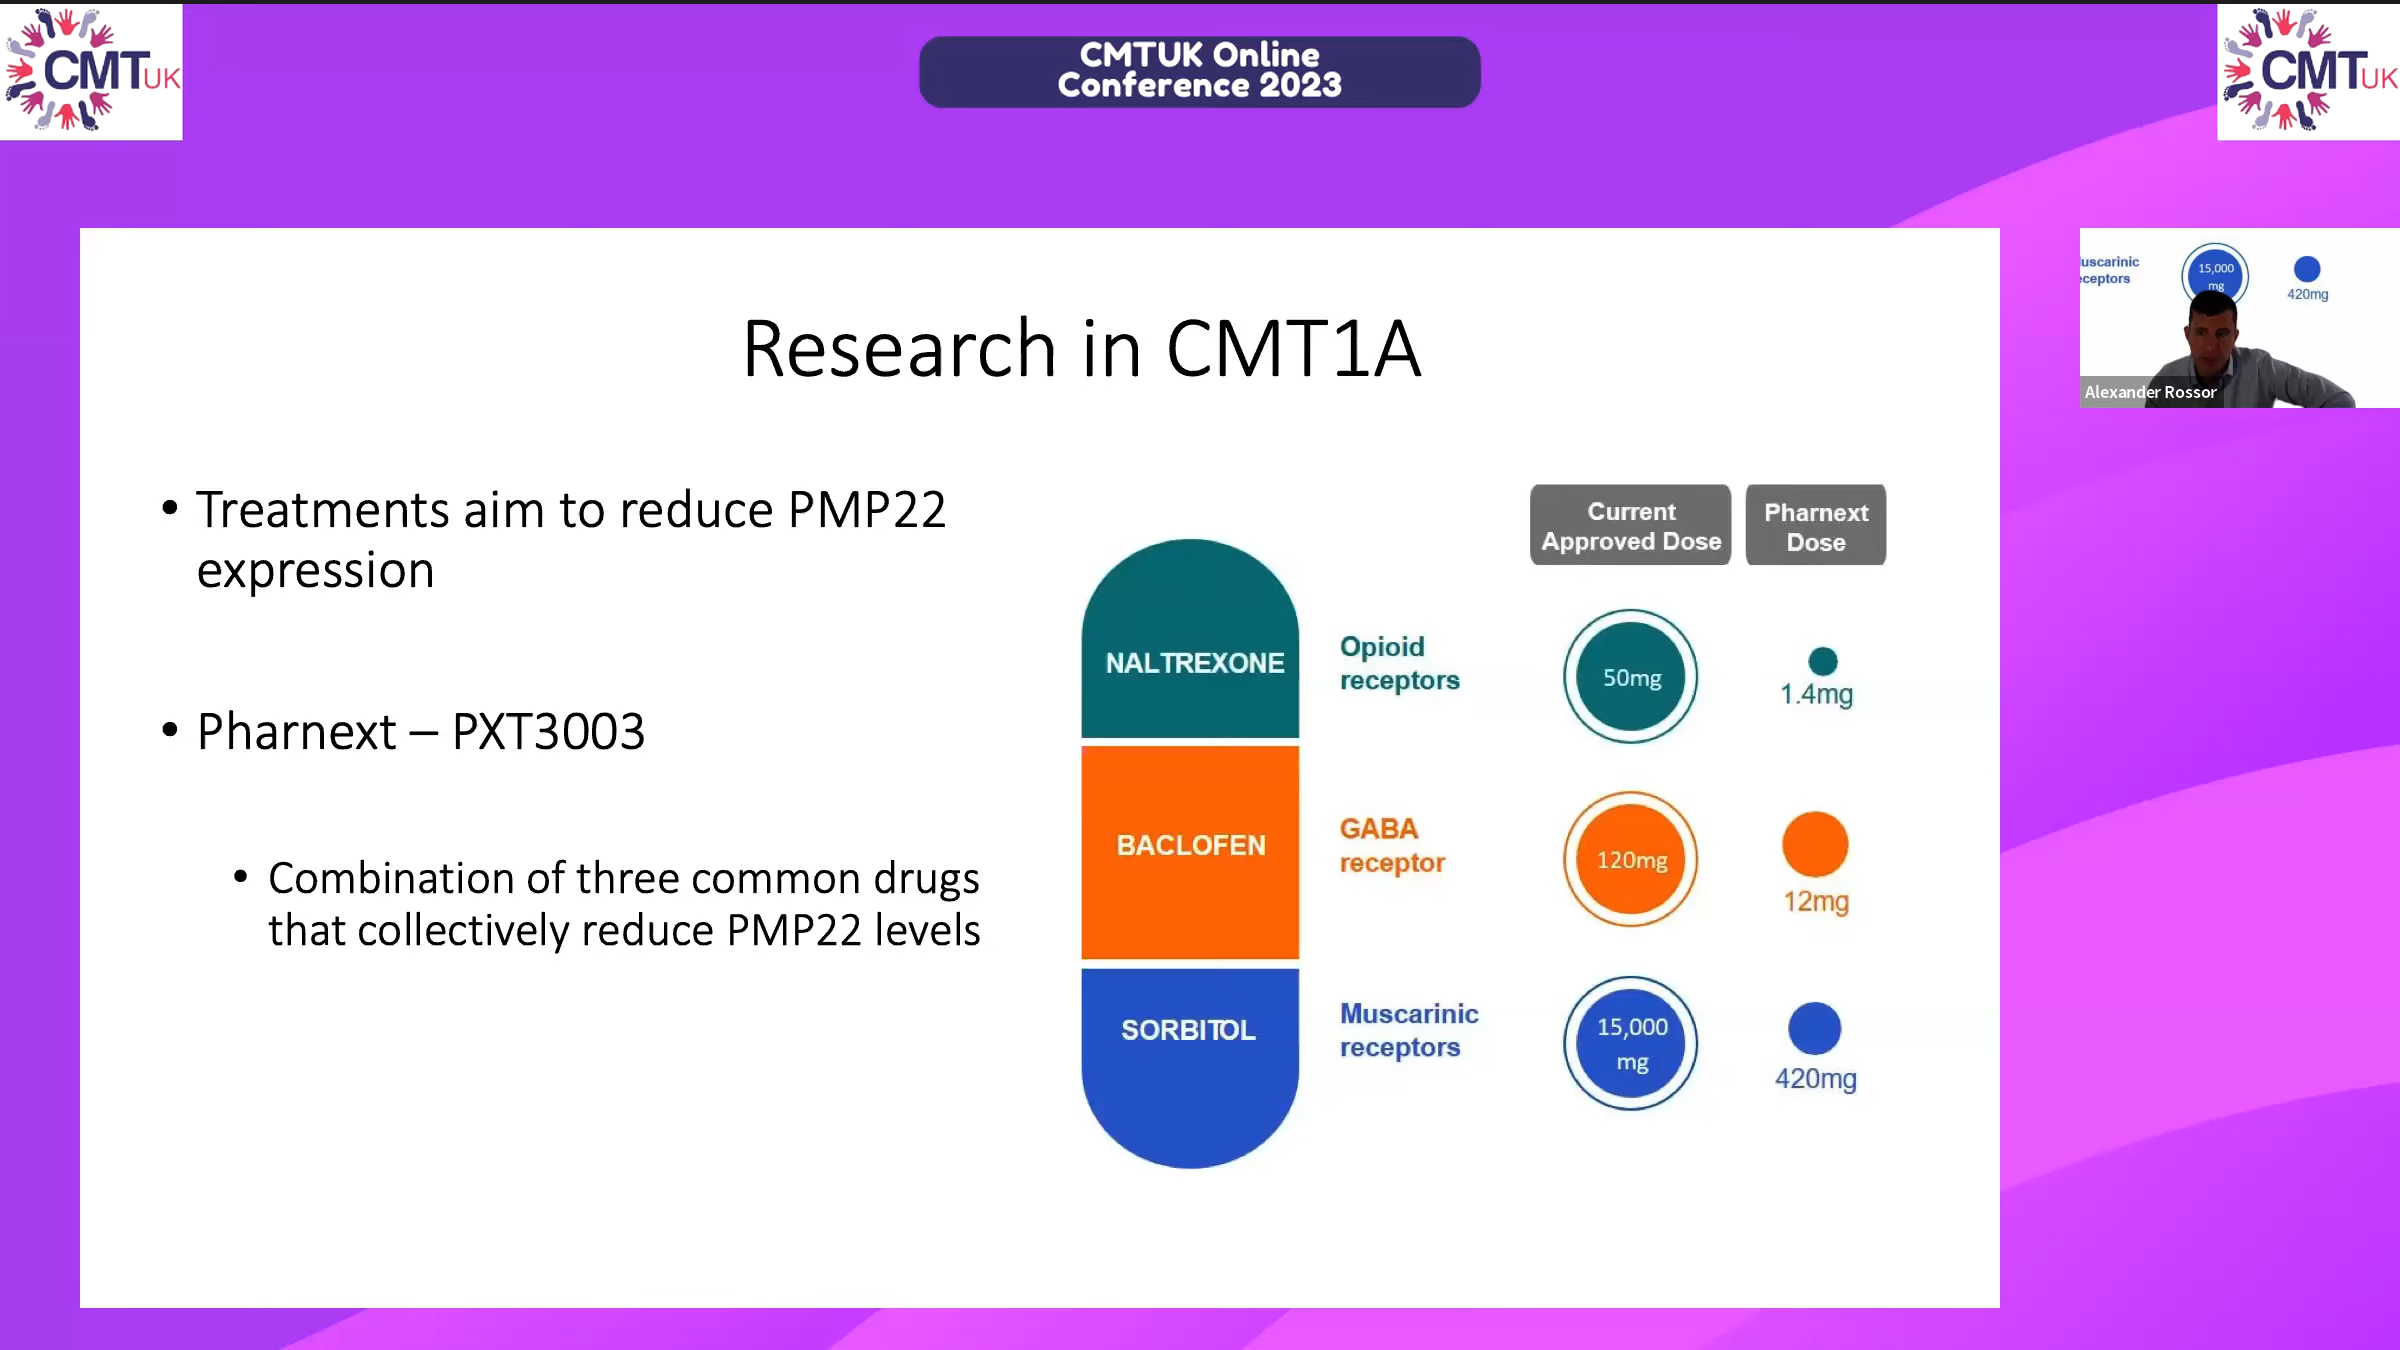 CMTUK
CMTUK Online
Conference 2023
CMTUK
Research in CMT1A
• Treatments aim to reduce PMP22
expression
• Pharnext – PXT3003
• Combination of three common drugs
that collectively reduce PMP22 levels
Current
Approved Dose
Pharnext
Dose
NALTREXONE
Opioid
receptors
50mg
1.4mg
BACLOFEN
GABA
receptor
120mg
12mg
SORBITOL
Muscarinic
receptors
15,000
mg
420mg
uscarinic
eceptors
15,000
mg
420mg
Alexander Rossor